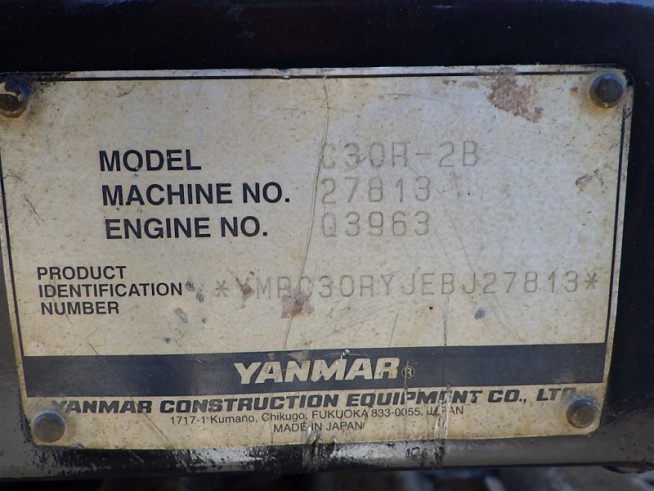 MODEL C30R-2B
MACHINE NO. 27813
ENGINE NO. Q3963
PRODUCT
IDENTIFICATION *YMRC30RYJEBJ27813*
NUMBER
YANMAR®
YANMAR CONSTRUCTION EQUIPMENT CO., LTD.
1717-1 Kumano, Chikugo, FUKUOKA 833-0055, JAPAN
MADE IN JAPAN